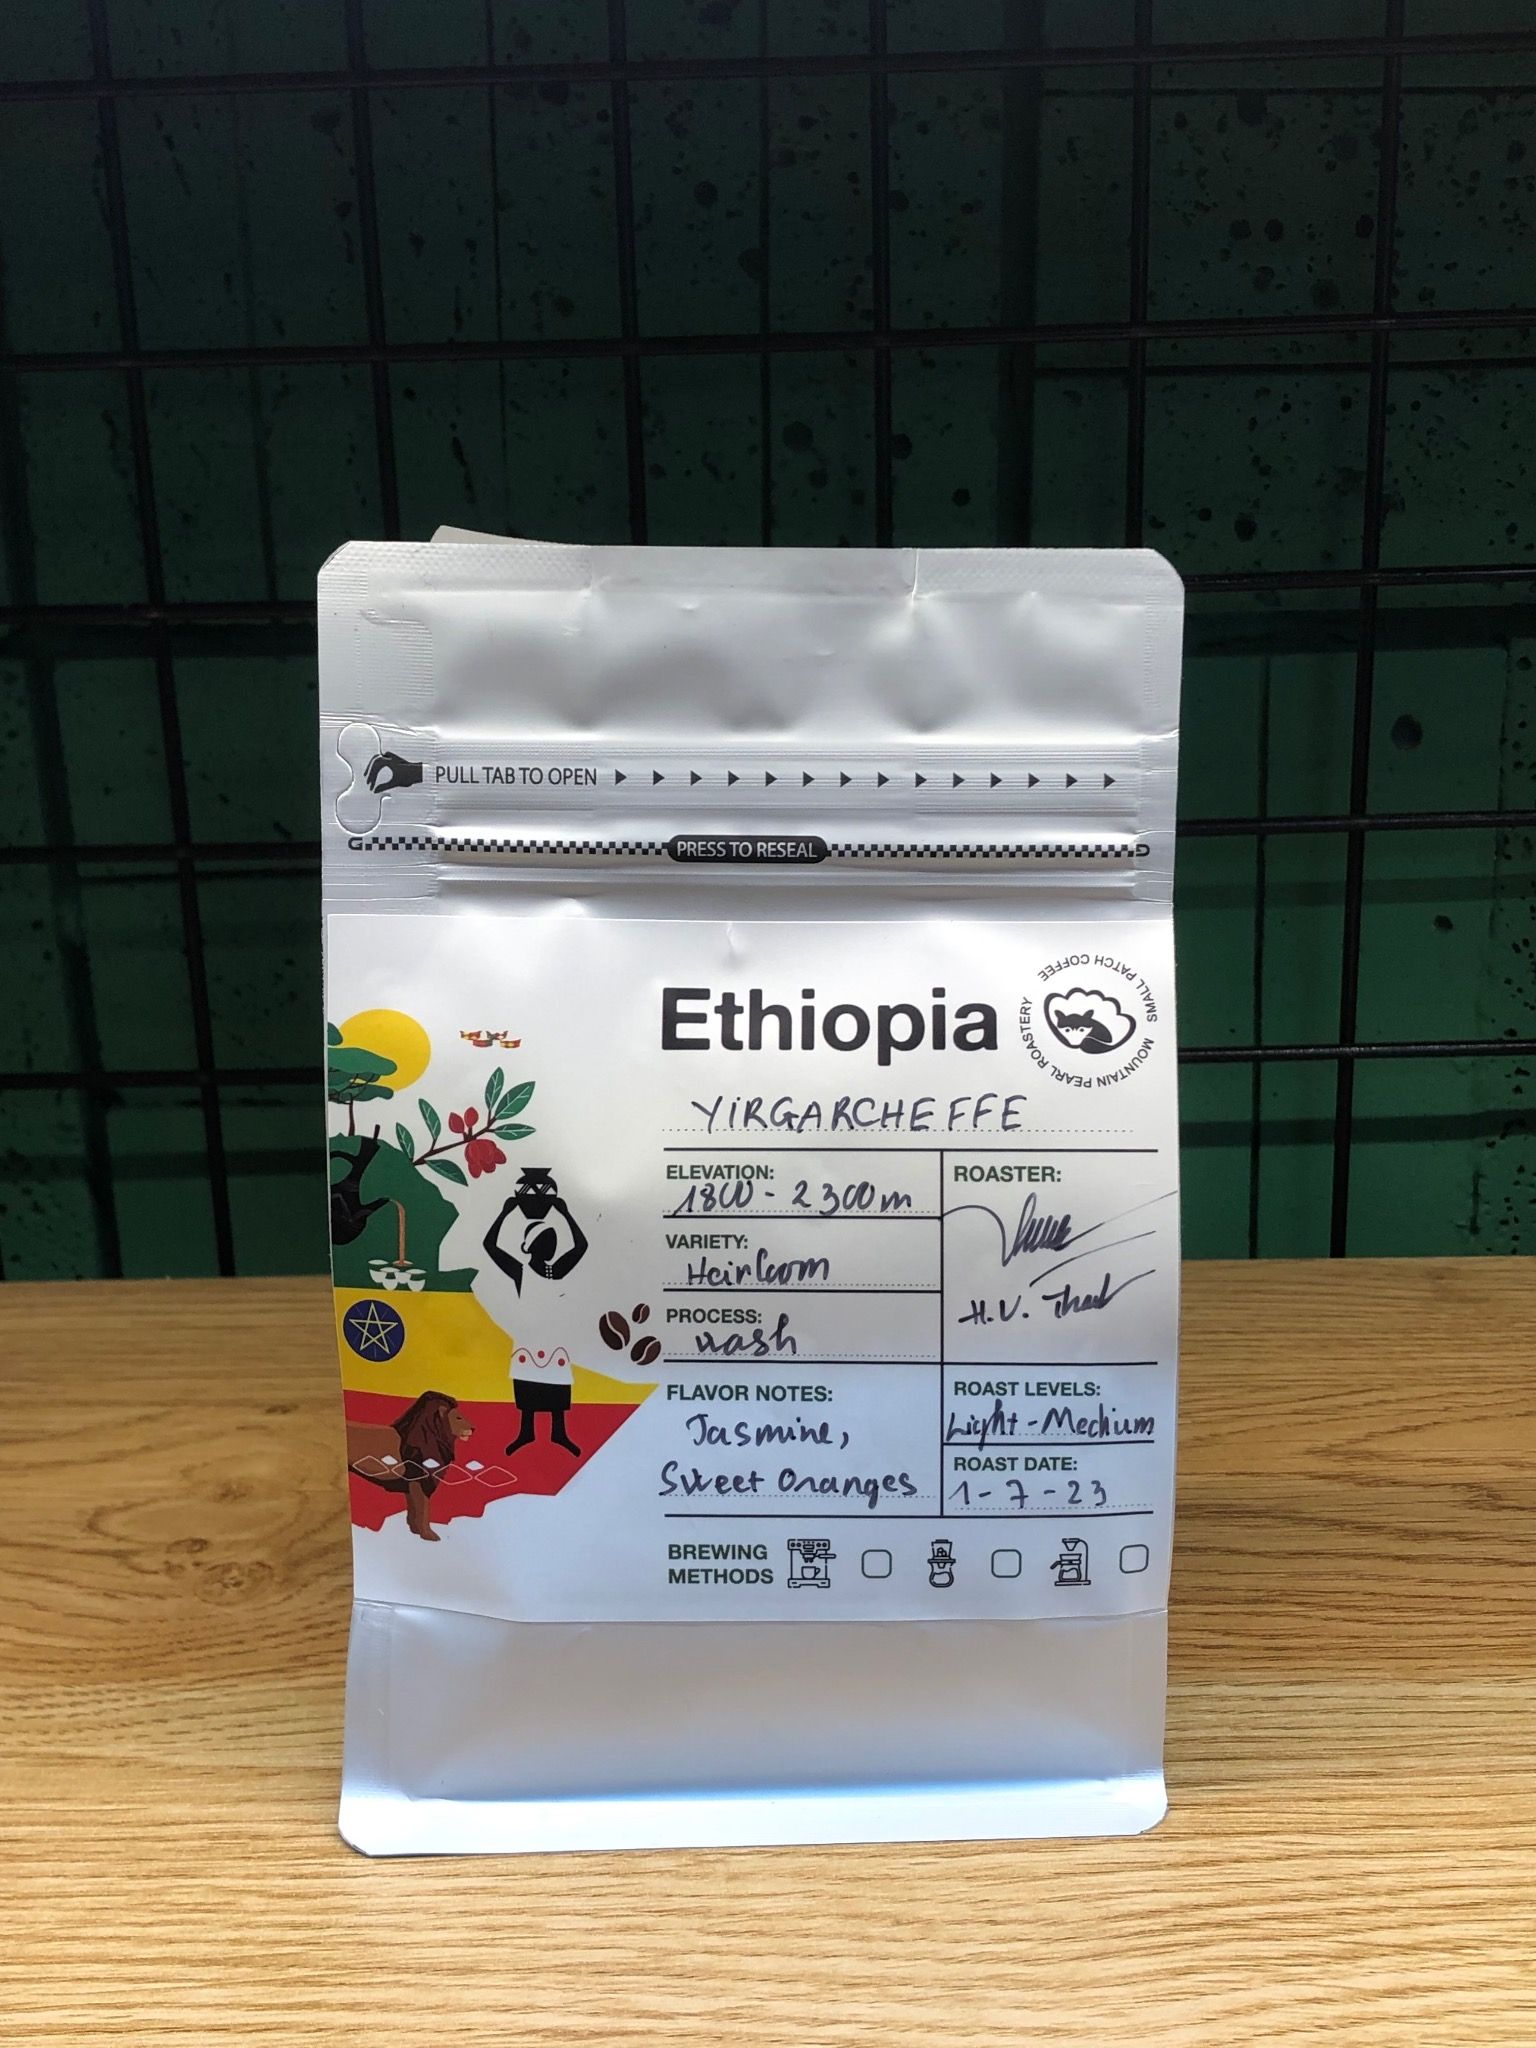 PULL TAB TO OPEN
PRESS TO RESEAL
Ethiopia
SMALL PATCH COFFEE
MOUNTAIN PEARL ROASTERY
YIRGARCHEFFE
ELEVATION:
1800 - 2300m
ROASTER:
H.V.
VARIETY:
Heirloom
PROCESS:
wash
FLAVOR NOTES:
Jasmine,
Sweet Oranges
ROAST LEVELS:
Light - Medium
ROAST DATE:
1-7-23
BREWING
METHODS